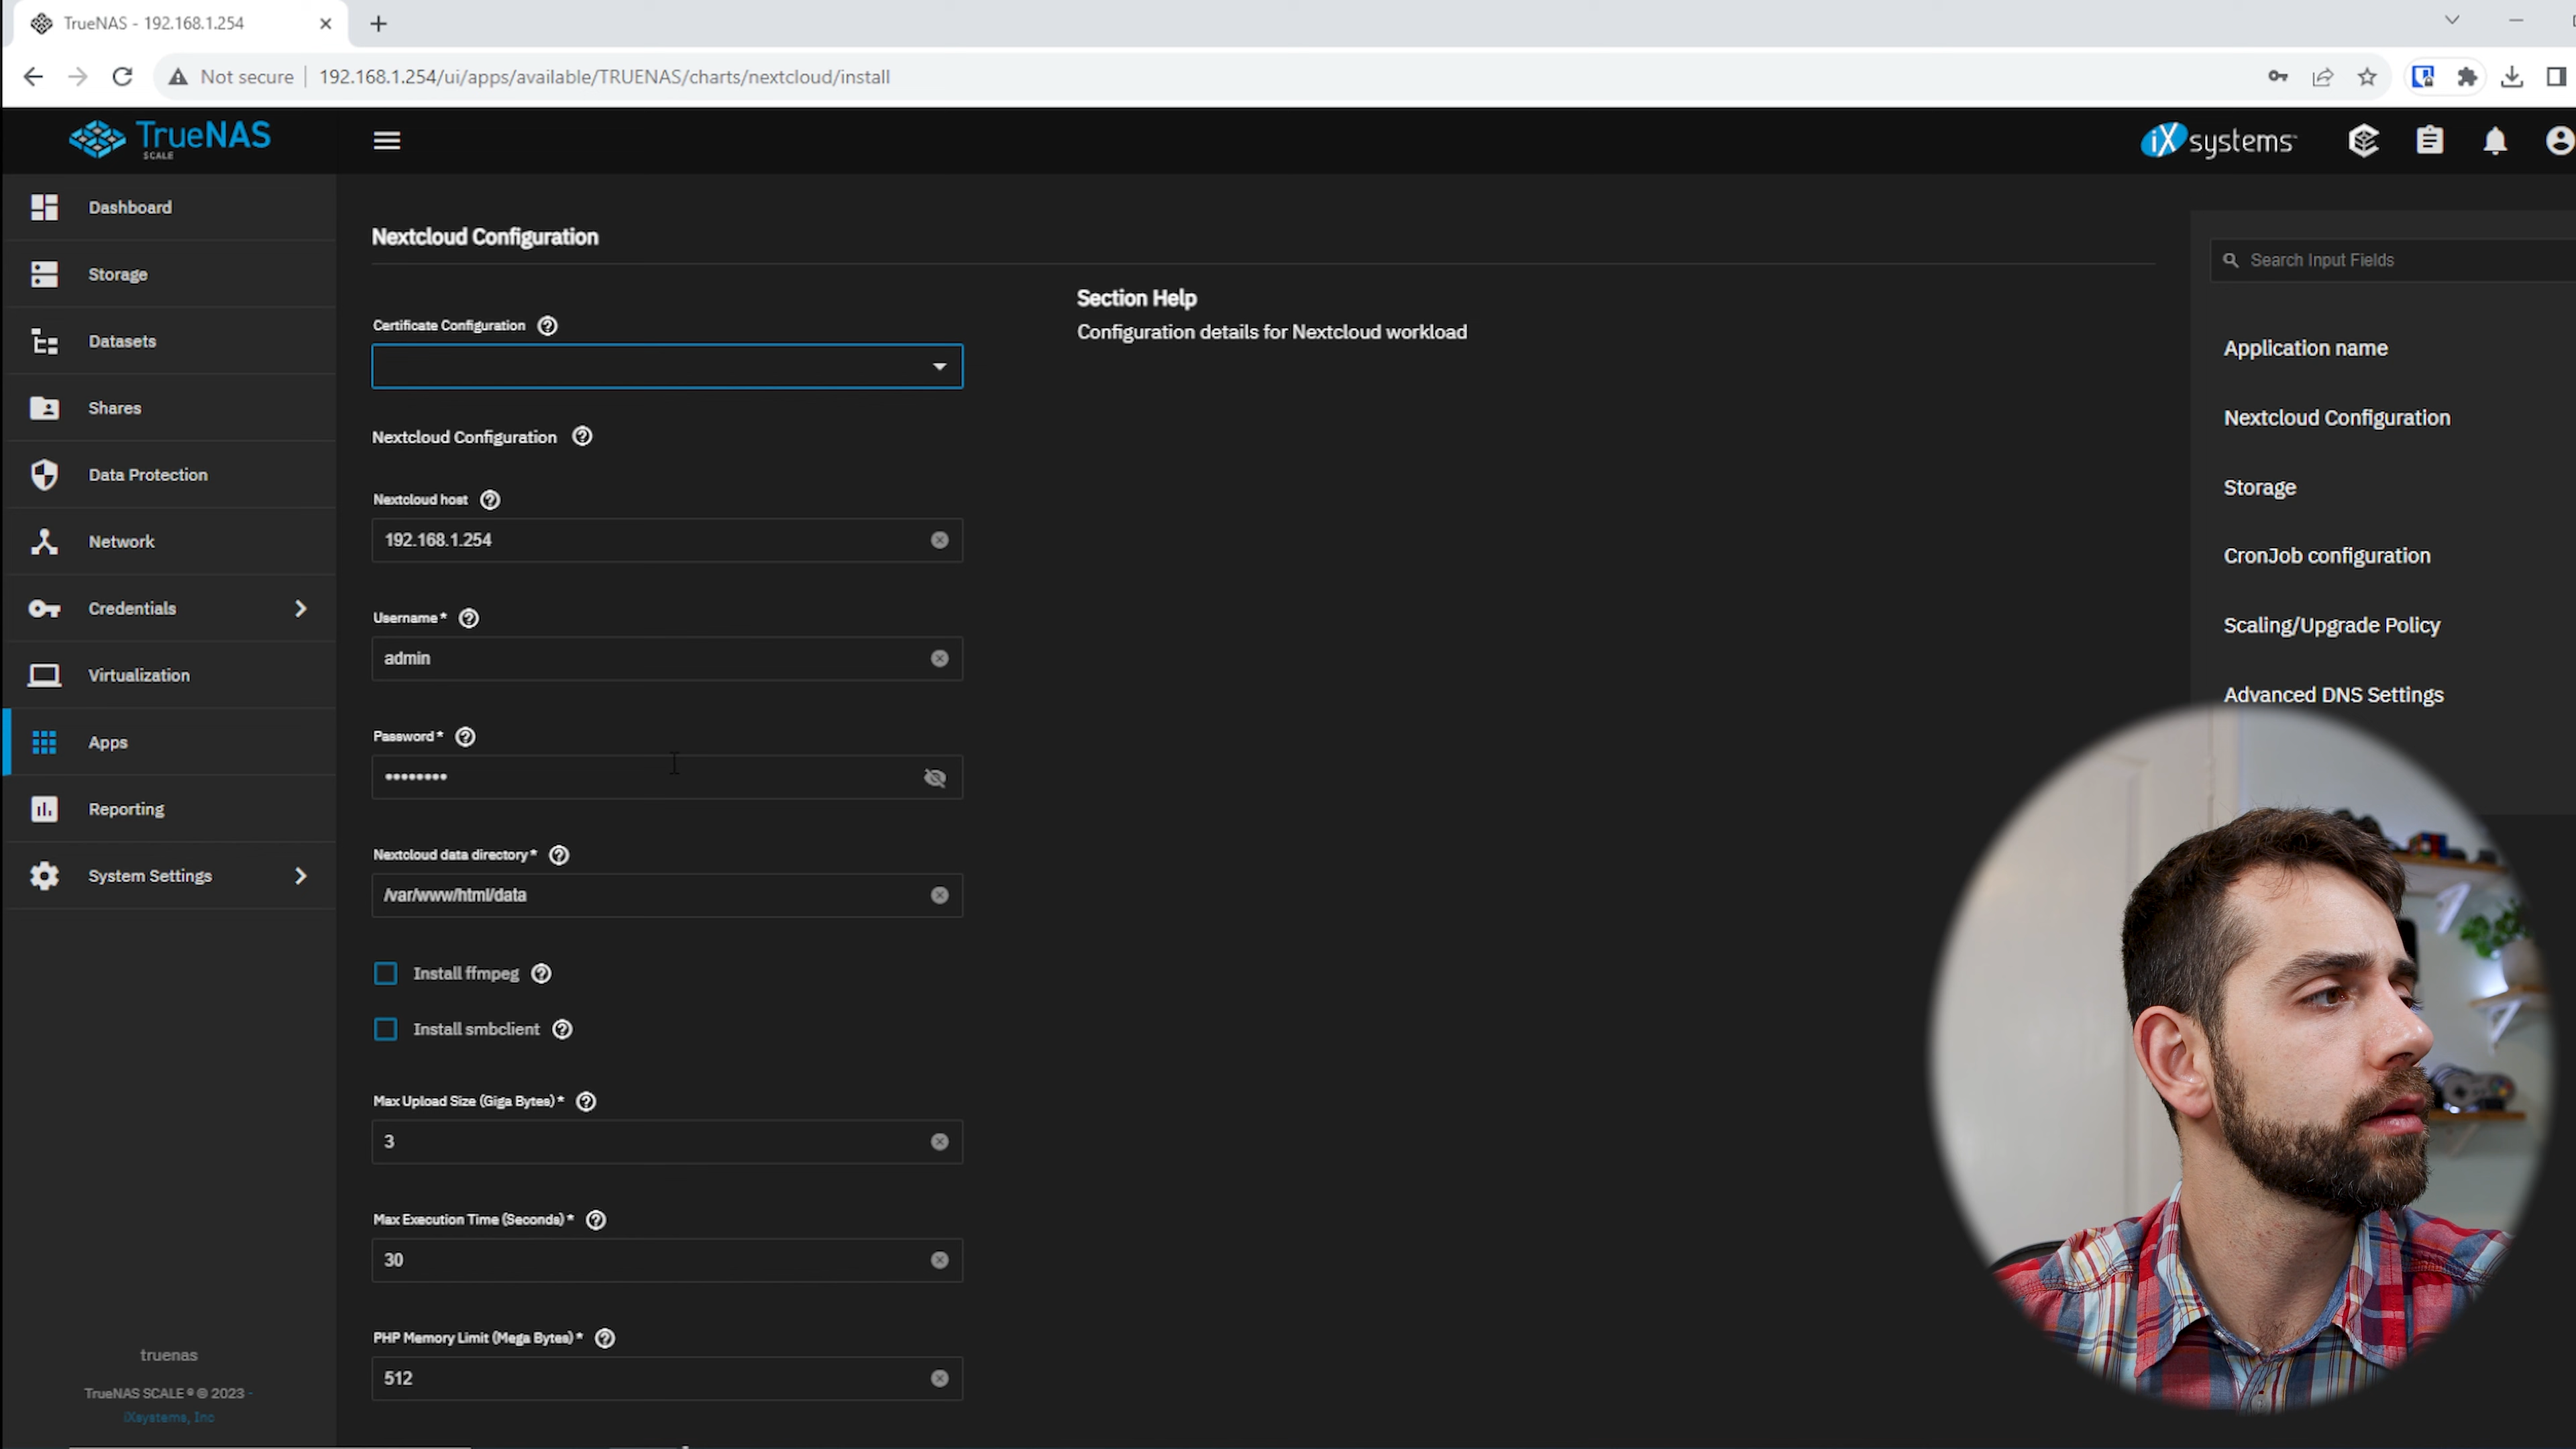 TrueNAS - 192.168.1.254
Not secure
192.168.1.254/ui/apps/available/TRUENAS/charts/nextcloud/install
TrueNAS
SCALE
iX systems
Dashboard
Storage
Datasets
Shares
Data Protection
Network
Credentials
Virtualization
Apps
Reporting
System Settings
truenas
TrueNAS SCALE ® © 2023 -
iXsystems, Inc
Nextcloud Configuration
Certificate Configuration
Nextcloud Configuration
Nextcloud host
192.168.1.254
Username *
admin
Password *
••••••••
Nextcloud data directory *
/var/www/html/data
Install ffmpeg
Install smbclient
Max Upload Size (Giga Bytes) *
3
Max Execution Time (Seconds) *
30
PHP Memory Limit (Mega Bytes) *
512
Section Help
Configuration details for Nextcloud workload
Search Input Fields
Application name
Nextcloud Configuration
Storage
CronJob configuration
Scaling/Upgrade Policy
Advanced DNS Settings